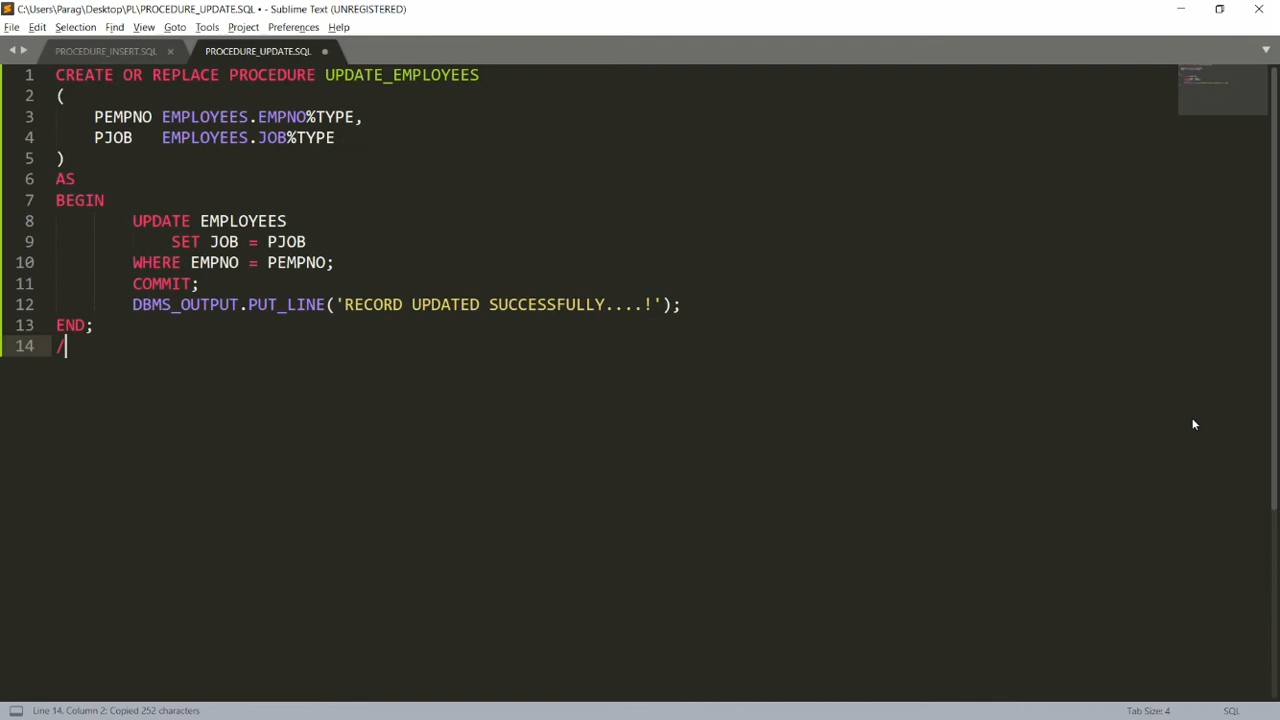 C:\Users\Parag\Desktop\PL\PROCEDURE_UPDATE.SQL • - Sublime Text (UNREGISTERED)
File Edit Selection Find View Goto Tools Project Preferences Help
PROCEDURE_INSERT.SQL × PROCEDURE_UPDATE.SQL
1 CREATE OR REPLACE PROCEDURE UPDATE_EMPLOYEES
2 (
3 PEMPNO EMPLOYEES.EMPNO%TYPE,
4 PJOB EMPLOYEES.JOB%TYPE
5 )
6 AS
7 BEGIN
8 UPDATE EMPLOYEES
9 SET JOB = PJOB
10 WHERE EMPNO = PEMPNO;
11 COMMIT;
12 DBMS_OUTPUT.PUT_LINE('RECORD UPDATED SUCCESSFULLY....!');
13 END;
14 /
Line 14, Column 2; Copied 252 characters Tab Size: 4 SQL